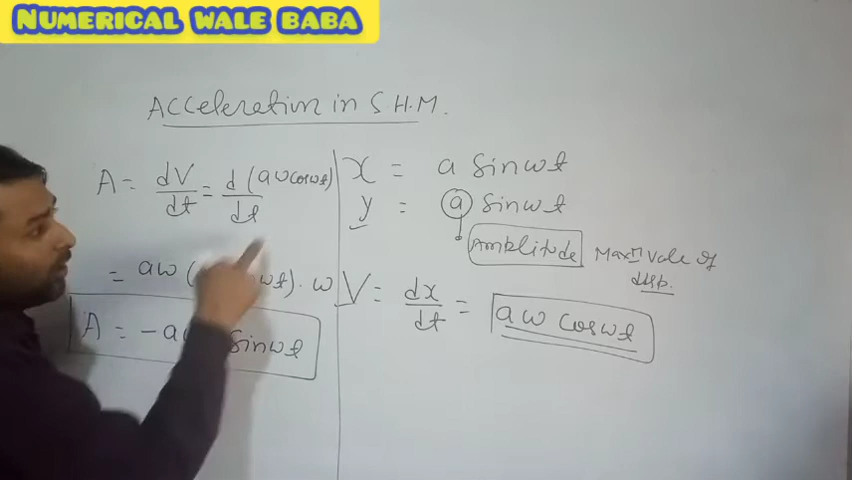 NUMERICAL WALE BABA
Acceleration in S.H.M.
A = dV/dt = d(aω cosωt)/dt
= aω ( ωt). ω
A = -a sinωt
x = a sinωt
y = a sinωt
Amplitude Maxm Vale of
disp.
V = dx/dt = aω cosωt